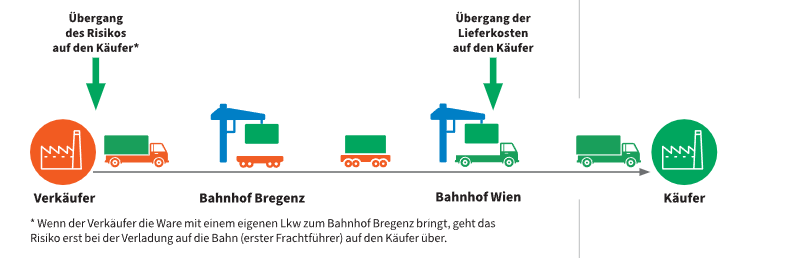 Übergang
des Risikos
auf den Käufer*
Übergang der
Lieferkosten
auf den Käufer
Verkäufer
Bahnhof Bregenz
Bahnhof Wien
Käufer
* Wenn der Verkäufer die Ware mit einem eigenen Lkw zum Bahnhof Bregenz bringt, geht das
Risiko erst bei der Verladung auf die Bahn (erster Frachtführer) auf den Käufer über.